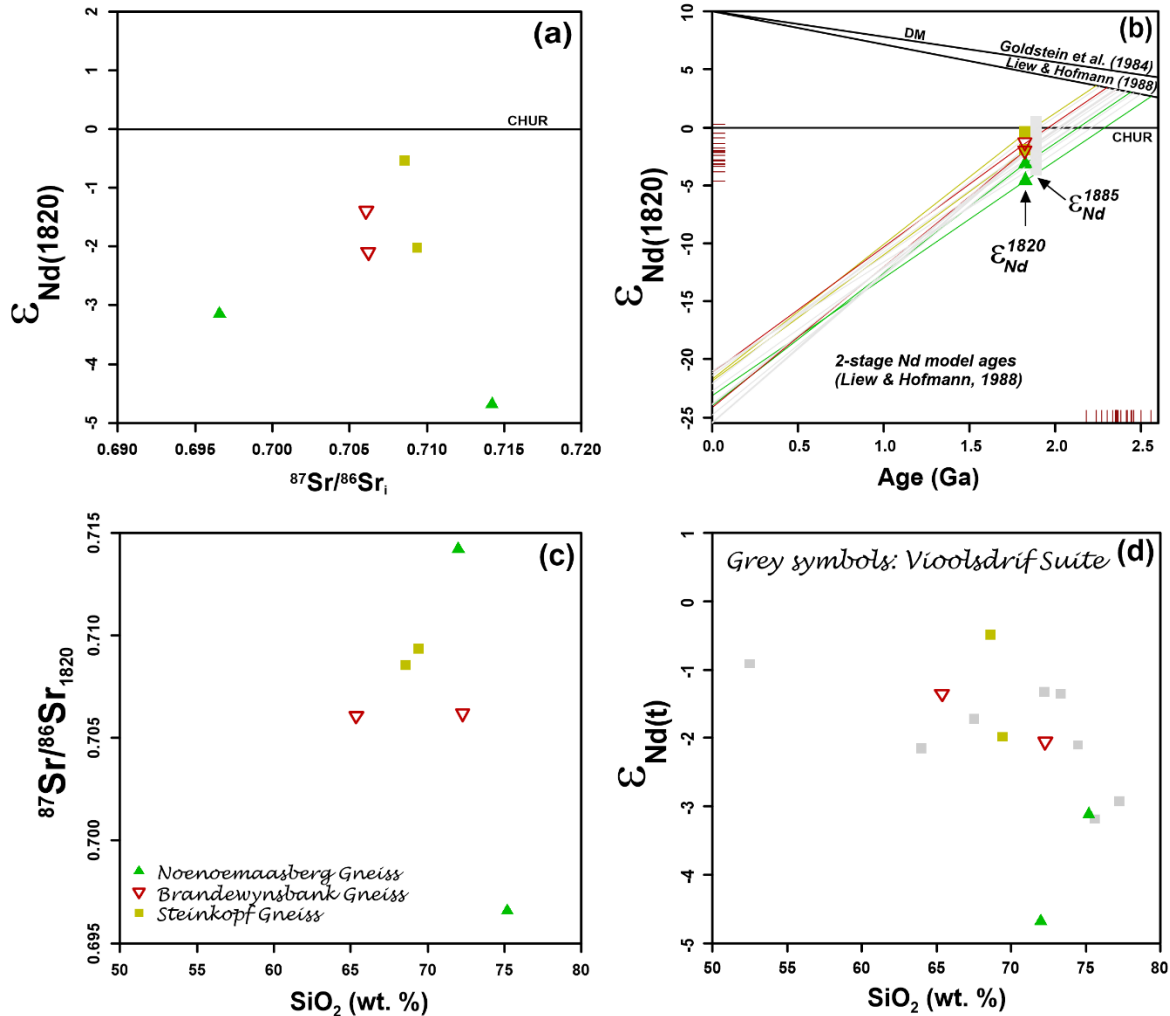 (a)
2
1
0
-1
-2
-3
-4
-5
εNd(1820)
CHUR
0.690
0.695
0.700
0.705
0.710
0.715
0.720
87Sr/86Sri
(b)
10
5
0
-5
-10
-15
-20
-25
εNd(1820)
DM
Goldstein et al. (1984)
Liew & Hofmann (1988)
CHUR
ε1885Nd
ε1820Nd
2-stage Nd model ages
(Liew & Hofmann, 1988)
0.0
0.5
1.0
1.5
2.0
2.5
Age (Ga)
(c)
0.715
0.710
0.705
0.700
0.695
87Sr/86Sr1820
Noenoemaasberg Gneiss
Brandewynsbank Gneiss
Steinkopf Gneiss
50
55
60
65
70
75
80
SiO2 (wt. %)
Grey symbols: Vioolsdrif Suite (d)
1
0
-1
-2
-3
-4
-5
εNd(t)
50
55
60
65
70
75
80
SiO2 (wt. %)